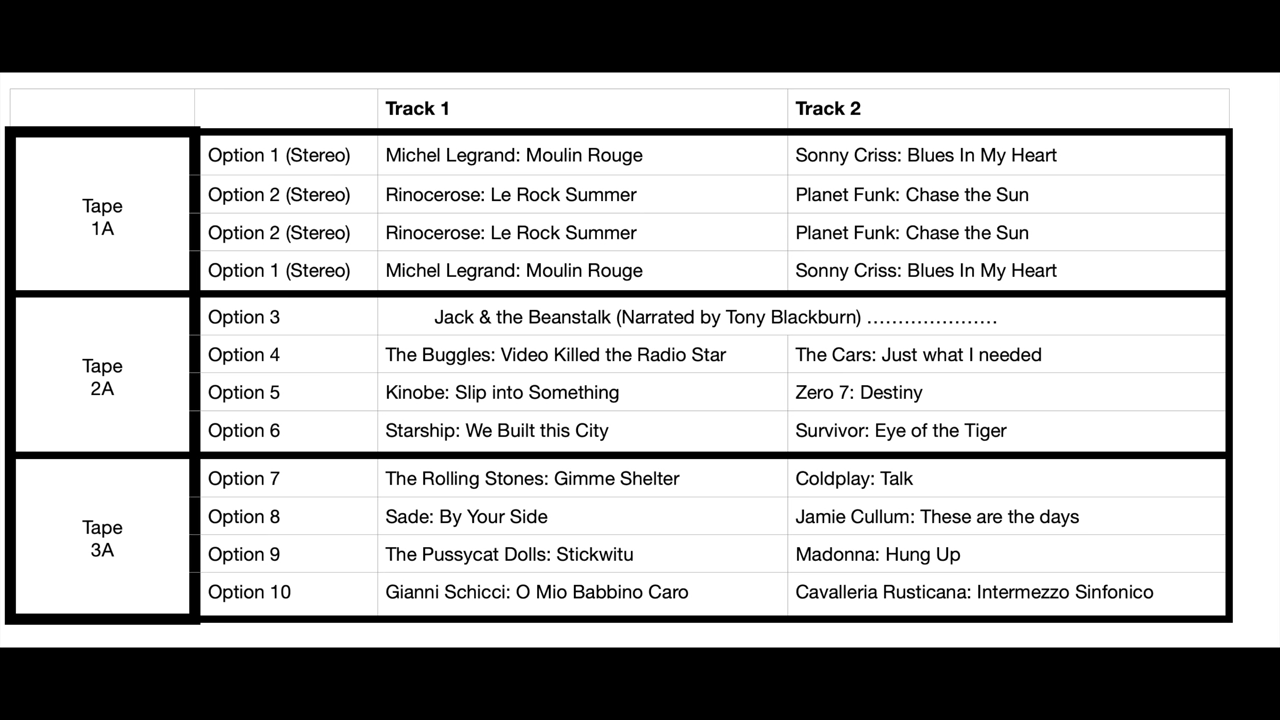 Track 1 Track 2
Tape
1A
Option 1 (Stereo) Michel Legrand: Moulin Rouge Sonny Criss: Blues In My Heart
Option 2 (Stereo) Rinocerose: Le Rock Summer Planet Funk: Chase the Sun
Option 2 (Stereo) Rinocerose: Le Rock Summer Planet Funk: Chase the Sun
Option 1 (Stereo) Michel Legrand: Moulin Rouge Sonny Criss: Blues In My Heart
Tape
2A
Option 3 Jack & the Beanstalk (Narrated by Tony Blackburn) .....................
Option 4 The Buggles: Video Killed the Radio Star The Cars: Just what I needed
Option 5 Kinobe: Slip into Something Zero 7: Destiny
Option 6 Starship: We Built this City Survivor: Eye of the Tiger
Tape
3A
Option 7 The Rolling Stones: Gimme Shelter Coldplay: Talk
Option 8 Sade: By Your Side Jamie Cullum: These are the days
Option 9 The Pussycat Dolls: Stickwitu Madonna: Hung Up
Option 10 Gianni Schicci: O Mio Babbino Caro Cavalleria Rusticana: Intermezzo Sinfonico